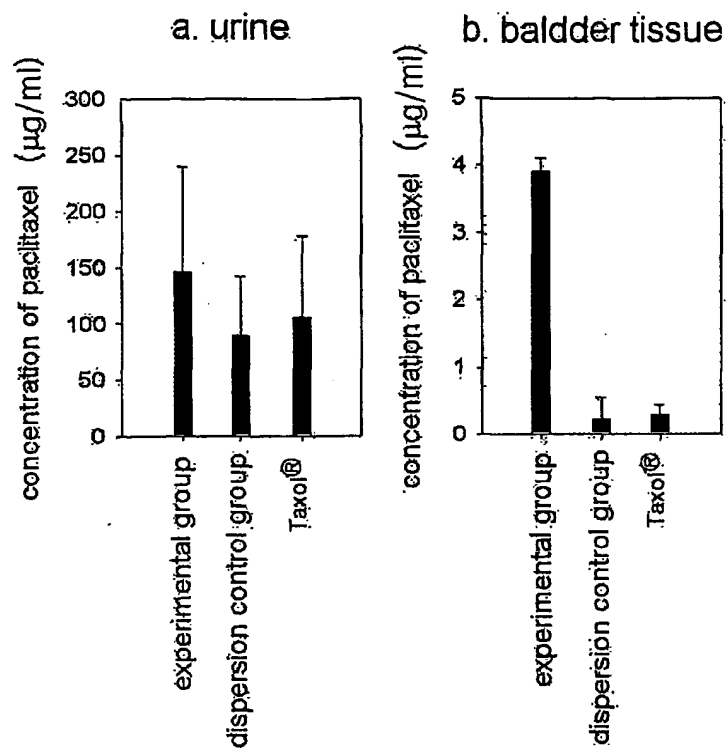 a. urine
concentration of paclitaxel (µg/ml)
300
250
200
150
100
50
0
experimental group
dispersion control group
Taxol®
b. baldder tissue
concentration of paclitaxel (µg/ml)
5
4
3
2
1
0
experimental group
dispersion control group
Taxol®